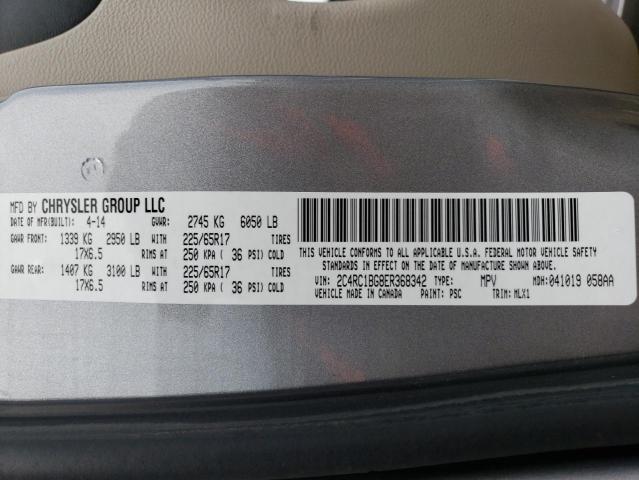 MFD BY CHRYSLER GROUP LLC
DATE OF MFR(BUILT): 4-14 GVWR: 2745 KG 6050 LB
GAWR FRONT: 1339 KG 2950 LB WITH 225/65R17 TIRES
17X6.5 RIMS AT 250 KPA ( 36 PSI) COLD
GAWR REAR: 1407 KG 3100 LB WITH 225/65R17 TIRES
17X6.5 RIMS AT 250 KPA ( 36 PSI) COLD
THIS VEHICLE CONFORMS TO ALL APPLICABLE U.S.A. FEDERAL MOTOR VEHICLE SAFETY
STANDARDS IN EFFECT ON THE DATE OF MANUFACTURE SHOWN ABOVE.
VIN: 2C4RC1BG8ER368342 TYPE: MPV MDH:041019 058AA
VEHICLE MADE IN CANADA PAINT: PSC TRIM: MLX1